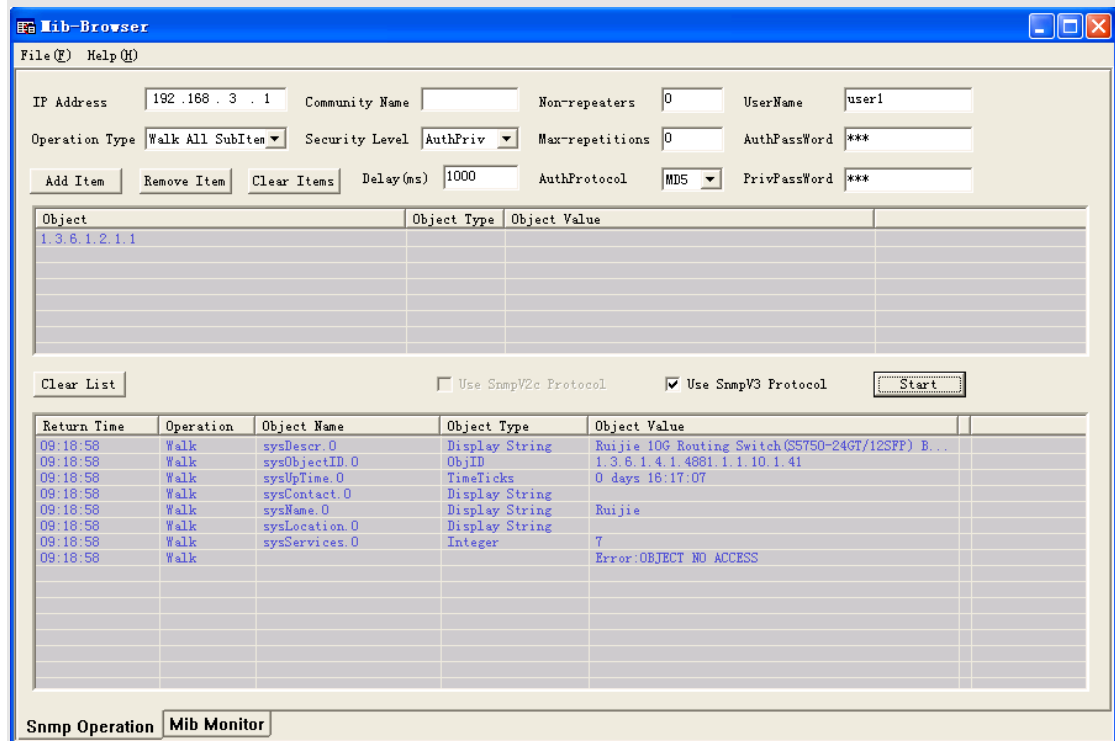 Mib-Browser
File(F) Help(H)
IP Address 192 .168 . 3 . 1 Community Name Non-repeaters 0 UserName user1
Operation Type Walk All SubItem Security Level AuthPriv Max-repetitions 0 AuthPassWord ***
Add Item Remove Item Clear Items Delay(ms) 1000 AuthProtocol MD5 PrivPassWord ***
Object Object Type Object Value
1.3.6.1.2.1.1
Clear List Use SnmpV2c Protocol Use SnmpV3 Protocol Start
Return Time Operation Object Name Object Type Object Value
09:18:58 Walk sysDescr.0 Display String Ruijie 10G Routing Switch(S5750-24GT/12SFP) B...
09:18:58 Walk sysObjectID.0 ObjID 1.3.6.1.4.1.4881.1.1.10.1.41
09:18:58 Walk sysUpTime.0 TimeTicks 0 days 16:17:07
09:18:58 Walk sysContact.0 Display String
09:18:58 Walk sysName.0 Display String Ruijie
09:18:58 Walk sysLocation.0 Display String
09:18:58 Walk sysServices.0 Integer 7
09:18:58 Walk Error:OBJECT NO ACCESS
Snmp Operation Mib Monitor